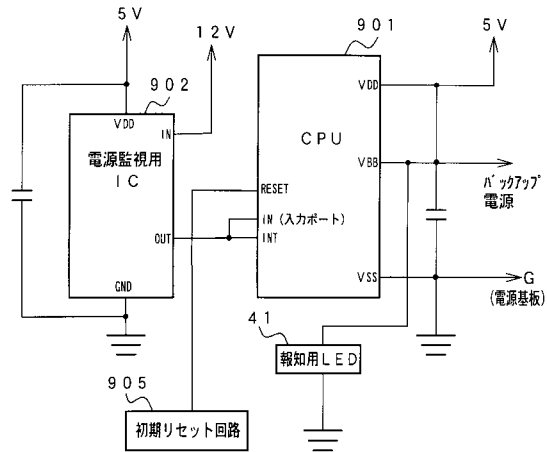 5V
12V
902
VDD
IN
電源監視用
IC
OUT
GND
901
5V
VDD
CPU
VBB
バックアップ
電源
RESET
IN (入力ポート)
INT
VSS
G
(電源基板)
41
報知用LED
905
初期リセット回路